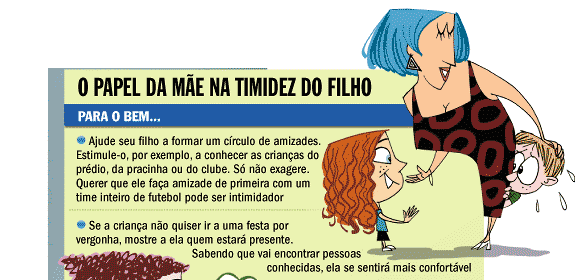 O PAPEL DA MÃE NA TIMIDEZ DO FILHO
PARA O BEM...
Ajude seu filho a formar um círculo de amizades.
Estimule-o, por exemplo, a conhecer as crianças do
prédio, da pracinha ou do clube. Só não exagere.
Querer que ele faça amizade de primeira com um
time inteiro de futebol pode ser intimidador
Se a criança não quiser ir a uma festa por
vergonha, mostre a ela quem estará presente.
Sabendo que vai encontrar pessoas
conhecidas, ela se sentirá mais confortável